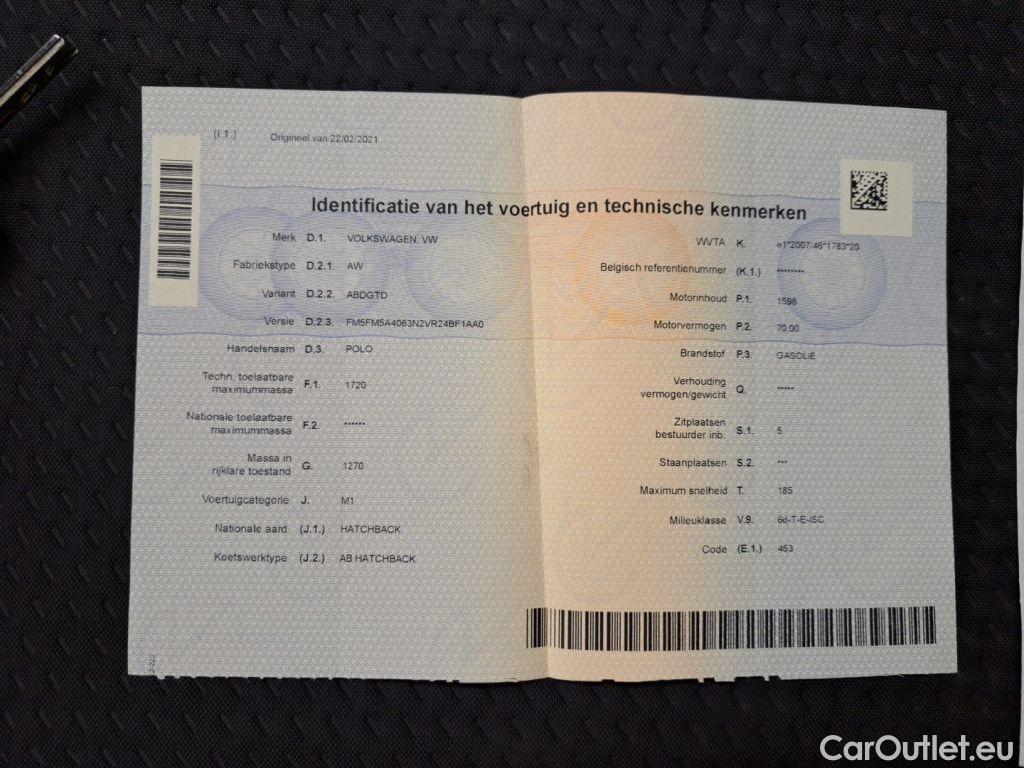 (I.1.) Origineel van 22/02/2021
Identificatie van het voertuig en technische kenmerken
Merk D.1. VOLKSWAGEN, VW
Fabriekstype D.2.1. AW
Variant D.2.2. ABDGTD
Versie D.2.3. FM5FM5A4063N2VR24BF1AA0
Handelsnaam D.3. POLO
Techn. toelaatbare
maximummassa F.1. 1720
Nationale toelaatbare
maximummassa F.2. ******
Massa in
rijklare toestand G. 1270
Voertuigcategorie J. M1
Nationale aard (J.1.) HATCHBACK
Koetswerktype (J.2.) AB HATCHBACK
WVTA K. e1*2007/46*1783*20
Belgisch referentienummer (K.1.) ********
Motorinhoud P.1. 1598
Motorvermogen P.2. 70.00
Brandstof P.3. GASOLIE
Verhouding
vermogen/gewicht Q. *****
Zitplaatsen
bestuurder inb. S.1. 5
Staanplaatsen S.2. ***
Maximum snelheid T. 185
Milieuklasse V.9. 6d-T-E-ISC
Code (E.1.) 453
CarOutlet.eu